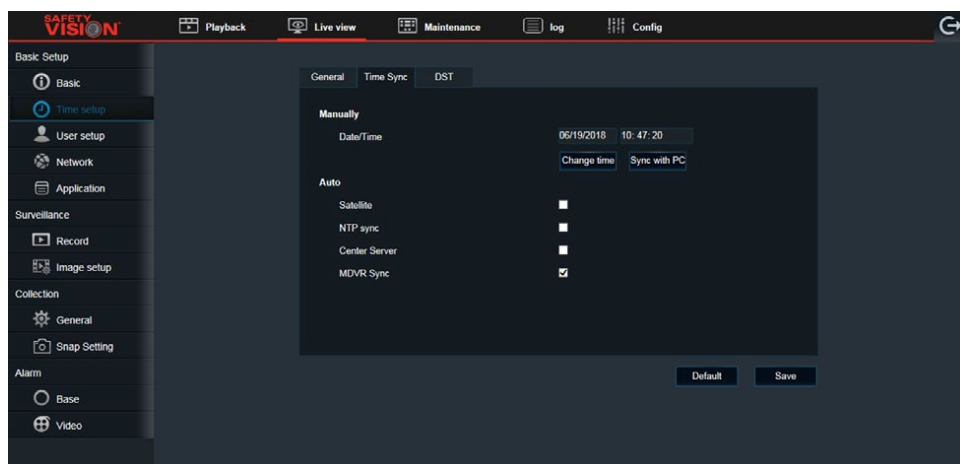 SAFETY VISION
Playback
Live view
Maintenance
log
Config
Basic Setup
Basic
Time setup
User setup
Network
Application
Surveillance
Record
Image setup
Collection
General
Snap Setting
Alarm
Base
Video
General Time Sync DST
Manually
Date/Time 06/19/2018 10: 47: 20
Change time Sync with PC
Auto
Satellite
NTP sync
Center Server
MDVR Sync
Default Save